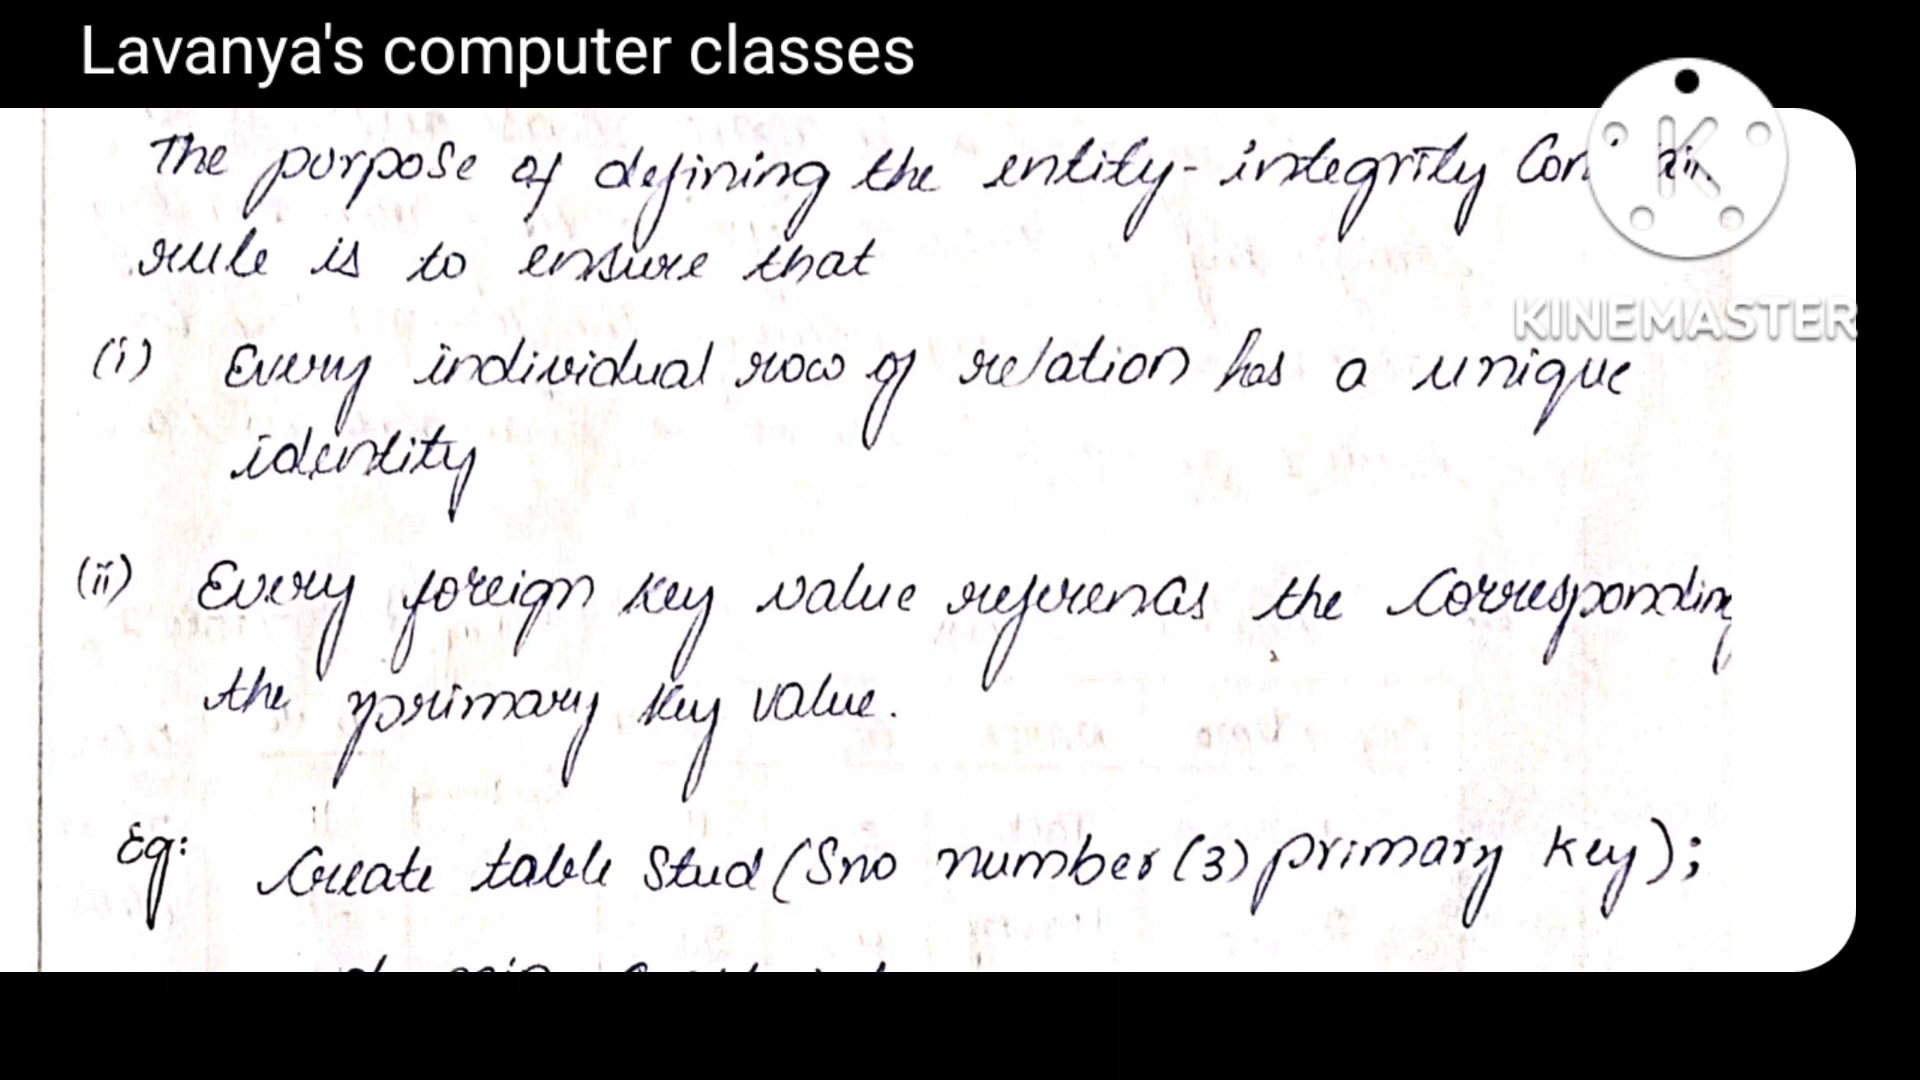 Lavanya's computer classes
The purpose of defining the entity-integrity
rule is to ensure that
KINEMASTER
(i) Every individual row of relation has a unique
identity
(ii) Every foreign key value references the Corresponding
the primary key value.
Eg: Create table Stud (Sno number (3) primary key);